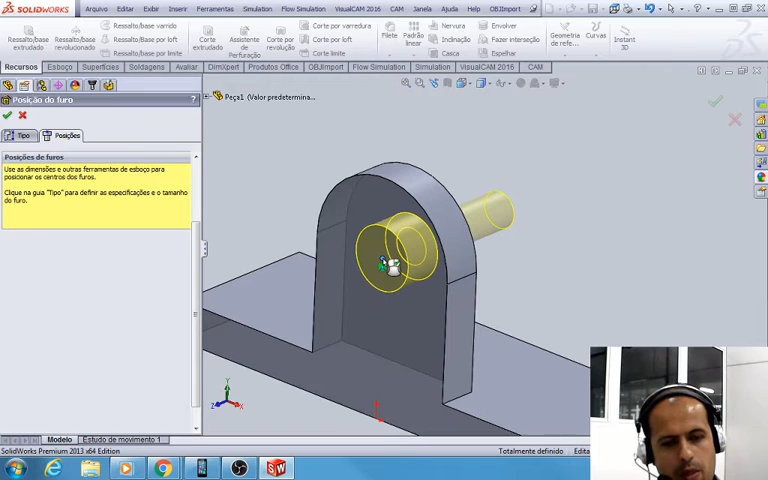 SOLIDWORKS
Arquivo Editar Exibir Inserir Ferramentas Simulation Flow Simulation VisualCAM 2016 Toolbox Janela Ajuda OBJImport
Ressalto/base extrudado
Ressalto/base revolucionado
Ressalto/base varrido
Ressalto/base por loft
Ressalto/base por limite
Corte extrudado
Assistente de Perfuração
Corte por revolução
Corte por varredura
Corte por loft
Corte por limite
Filete
Padrão Linear
Nervura
Inclinação
Casca
Envolver
Fazer interseção
Espelhar
Geometria de refe...
Curvas
Instant 3D
Recursos Esboço Superfícies Soldagens Avaliar DimXpert Produtos Office OBJImport Flow Simulation Simulation VisualCAM 2016 CAM
Posição do furo ?
Peça1 (Valor predetermina...
Tipo Posições
Posições de furos
Use as dimensões e outras ferramentas de esboço para
posicionar os centros dos furos.
Clique na guia "Tipo" para definir as especificações e o tamanho
do furo.
Y
Z X
Modelo Estudo de movimento 1
SolidWorks Premium 2013 x64 Edition Totalmente definido Edita